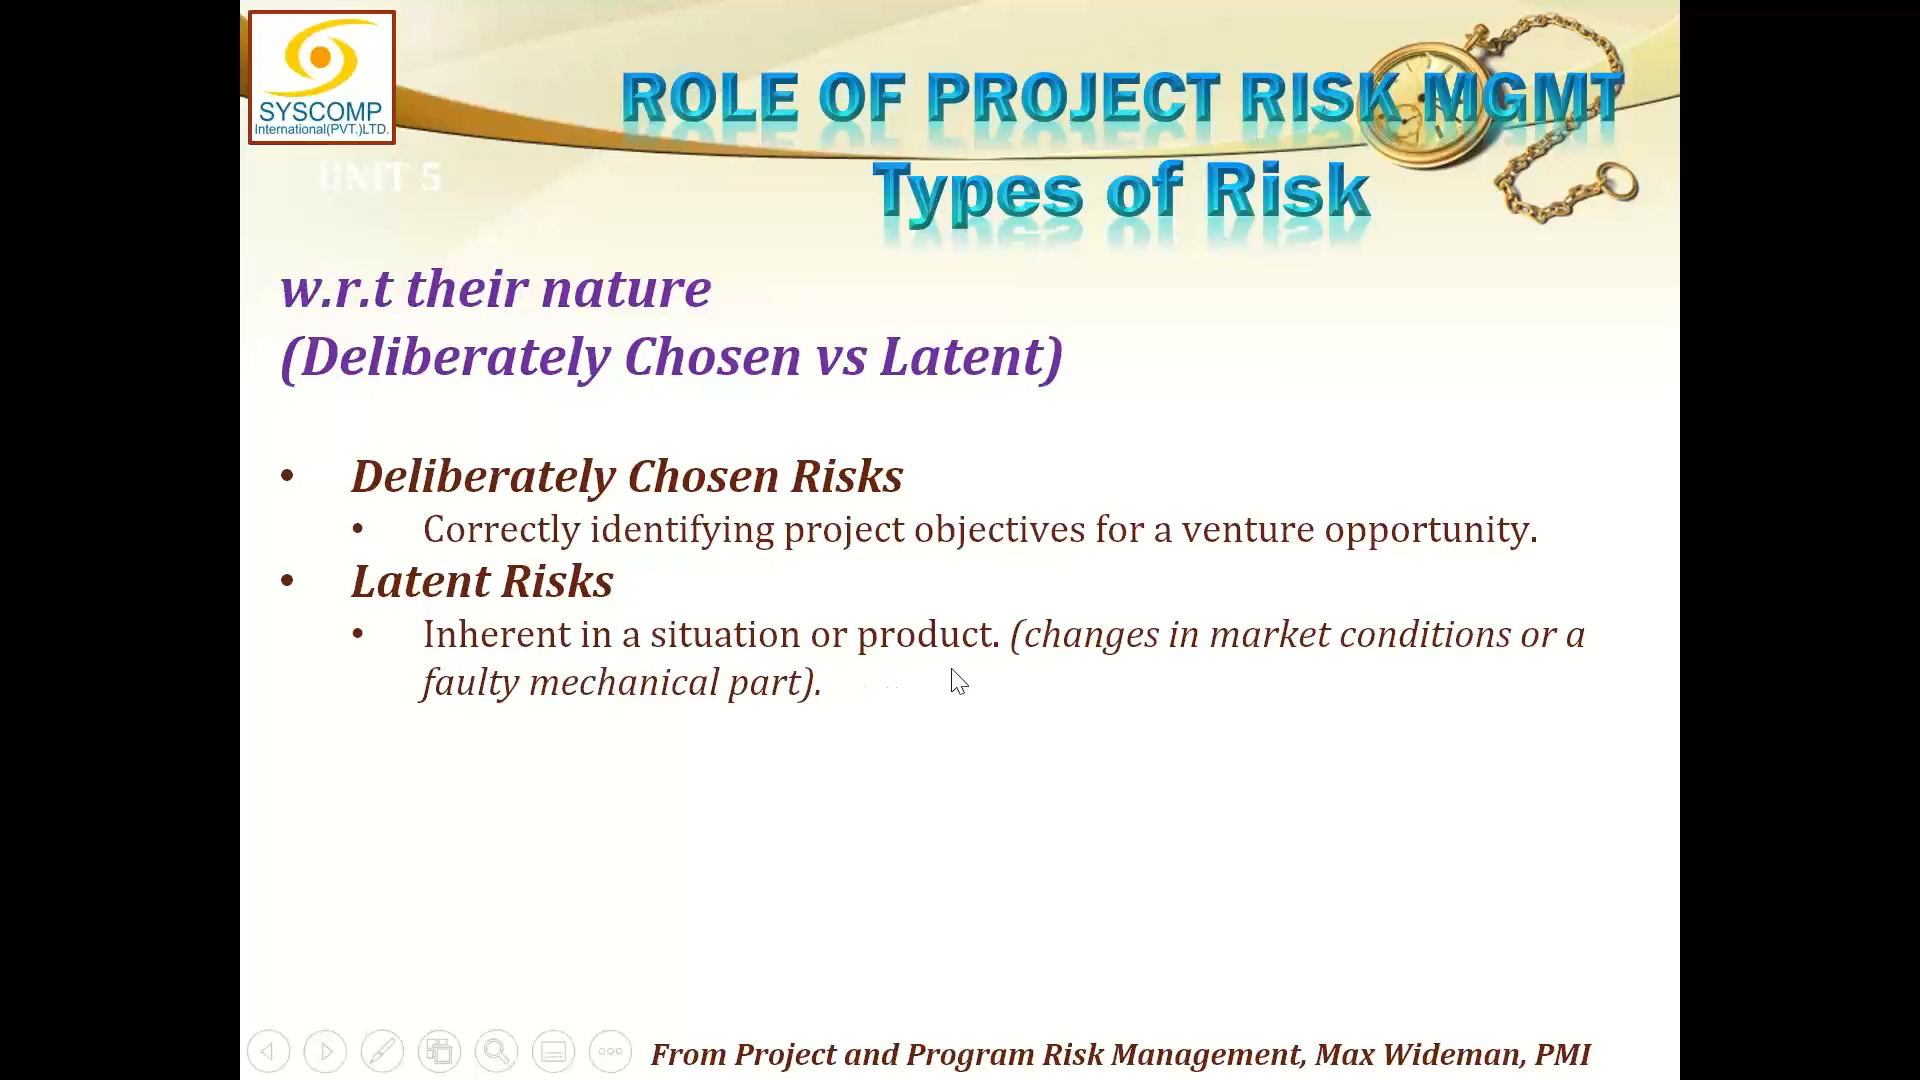 SYSCOMP
International(PVT.)LTD.
UNIT 5
ROLE OF PROJECT RISK MGMT
Types of Risk
w.r.t their nature
(Deliberately Chosen vs Latent)
• Deliberately Chosen Risks
• Correctly identifying project objectives for a venture opportunity.
• Latent Risks
• Inherent in a situation or product. (changes in market conditions or a
faulty mechanical part).
From Project and Program Risk Management, Max Wideman, PMI